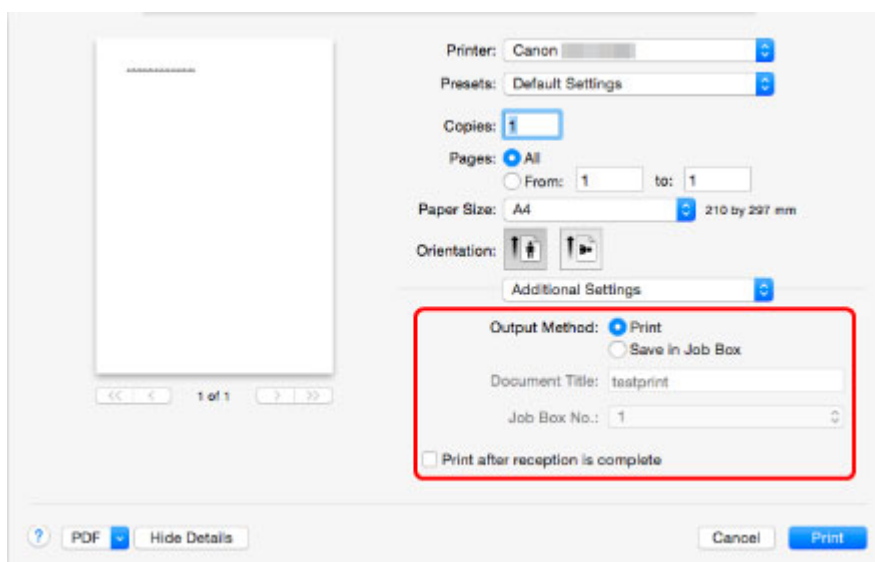 Printer: Canon
Presets: Default Settings
Copies: 1
Pages: All
From: 1 to: 1
Paper Size: A4 210 by 297 mm
Orientation:
Additional Settings
Output Method: Print
Save in Job Box
Document Title: testprint
Job Box No.: 1
Print after reception is complete
<< < 1 of 1 > >>
? PDF Hide Details Cancel Print